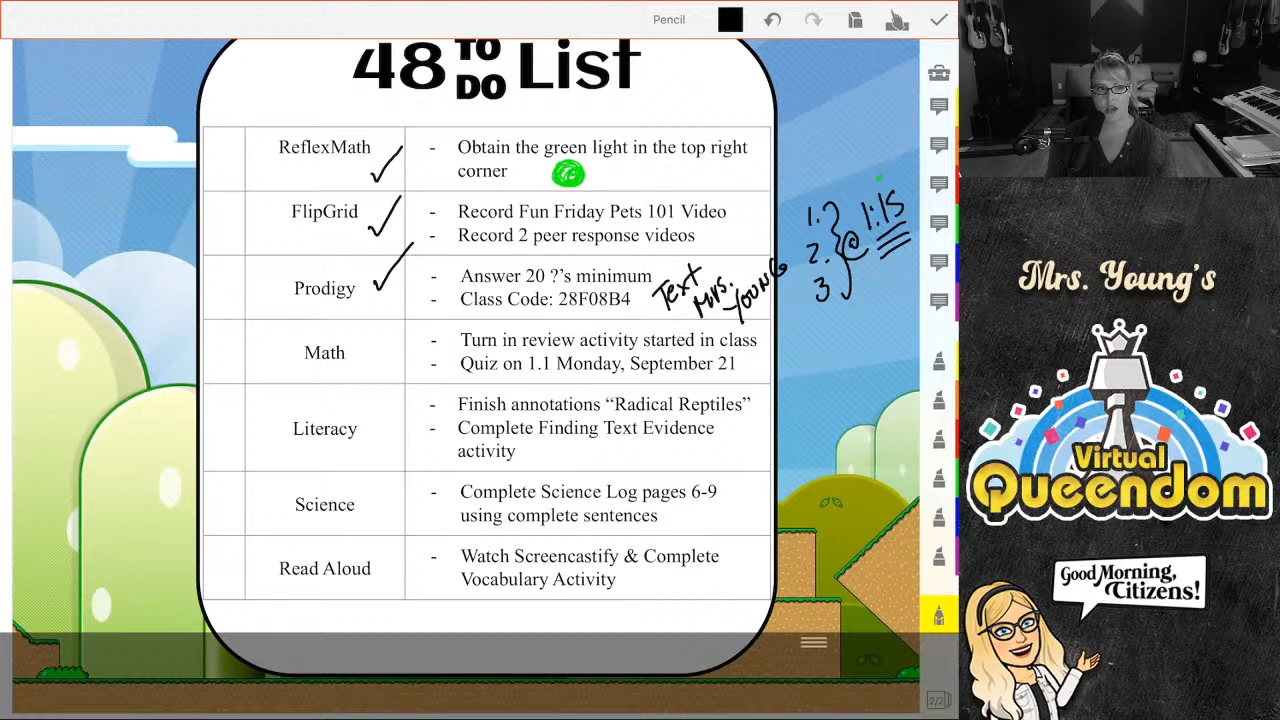 Pencil
48 TO DO List
ReflexMath
- Obtain the green light in the top right
corner
FlipGrid
- Record Fun Friday Pets 101 Video
- Record 2 peer response videos
Prodigy
- Answer 20 ?'s minimum
- Class Code: 28F08B4
Text
Mrs.
Young
1.
2.
3
@ 1:15
Math
- Turn in review activity started in class
- Quiz on 1.1 Monday, September 21
Literacy
- Finish annotations “Radical Reptiles”
- Complete Finding Text Evidence
activity
Science
- Complete Science Log pages 6-9
using complete sentences
Read Aloud
- Watch Screencastify & Complete
Vocabulary Activity
2/2
Mrs. Young's
Virtual
Queendom
Good Morning,
Citizens!